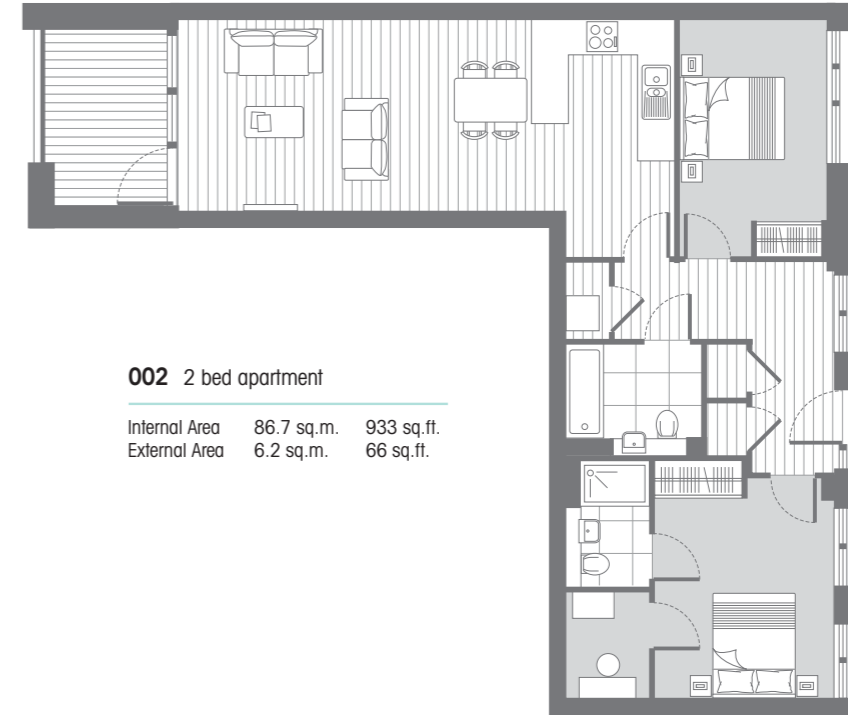 002 2 bed apartment
Internal Area 86.7 sq.m. 933 sq.ft.
External Area 6.2 sq.m. 66 sq.ft.